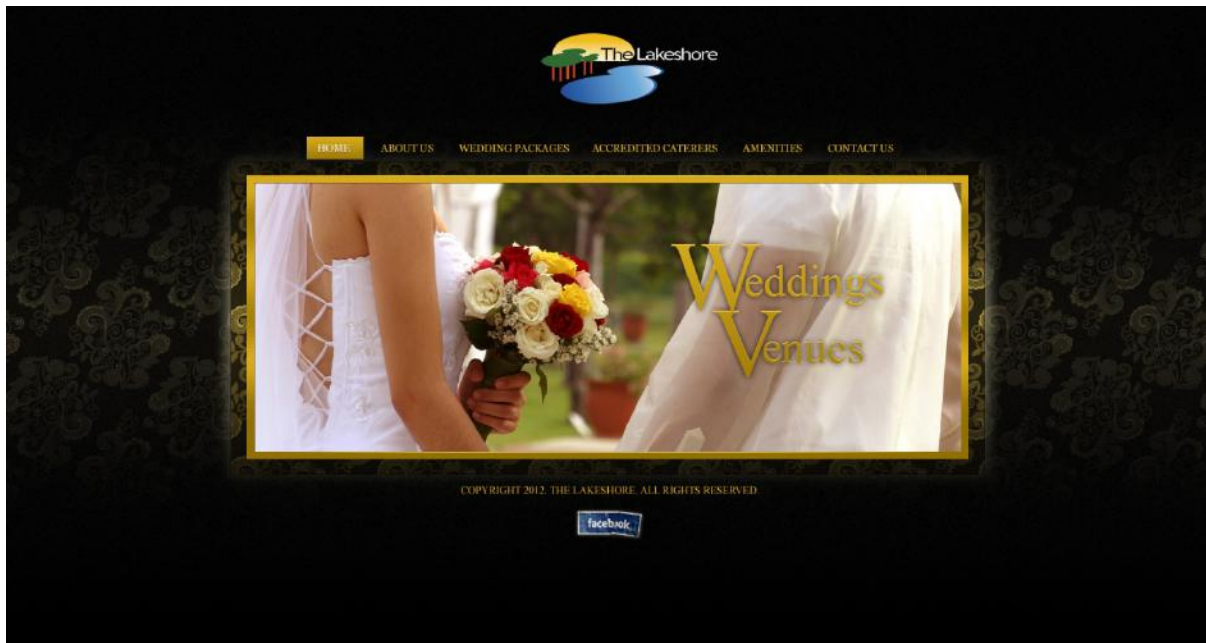 The Lakeshore
HOME ABOUT US WEDDING PACKAGES ACCREDITED CATERERS AMENITIES CONTACT US
Weddings
Venues
COPYRIGHT 2012. THE LAKESHORE. ALL RIGHTS RESERVED.
facebook